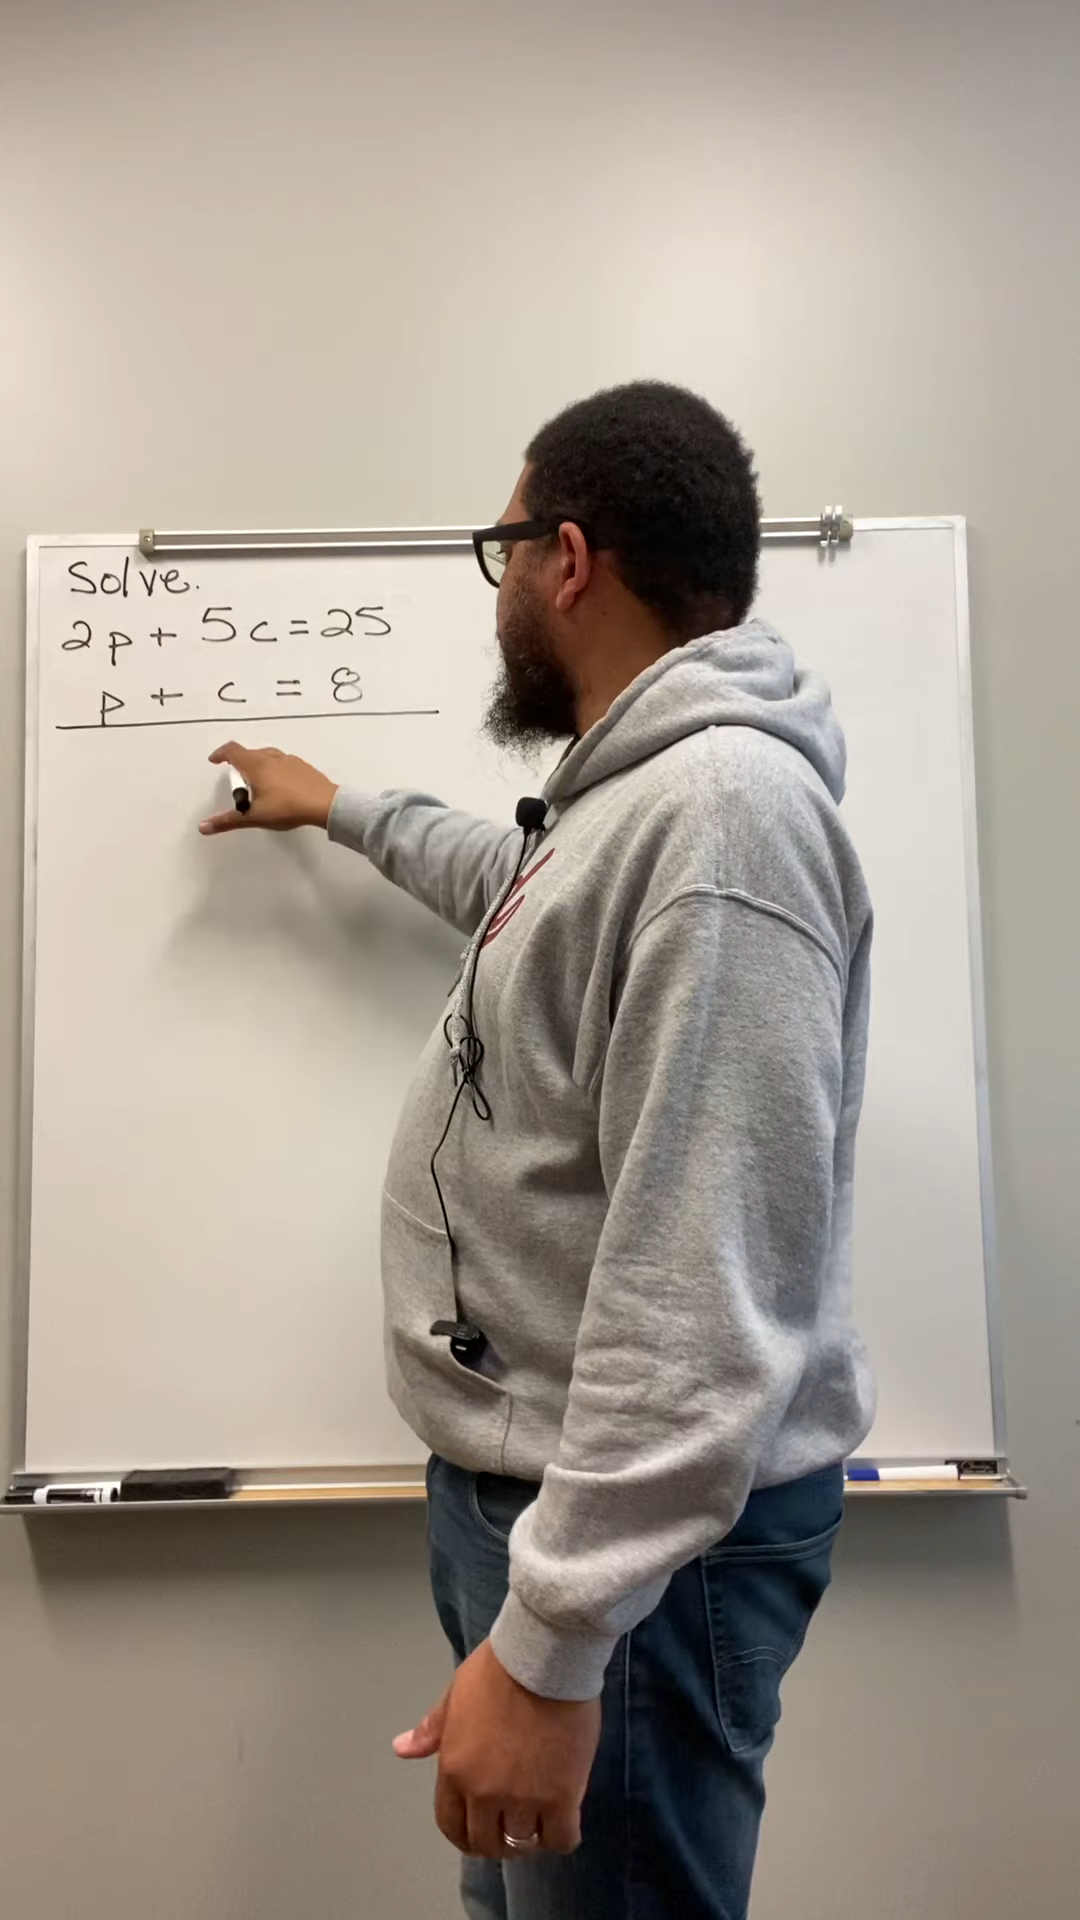 Solve.
2p + 5c = 25
p + c = 8